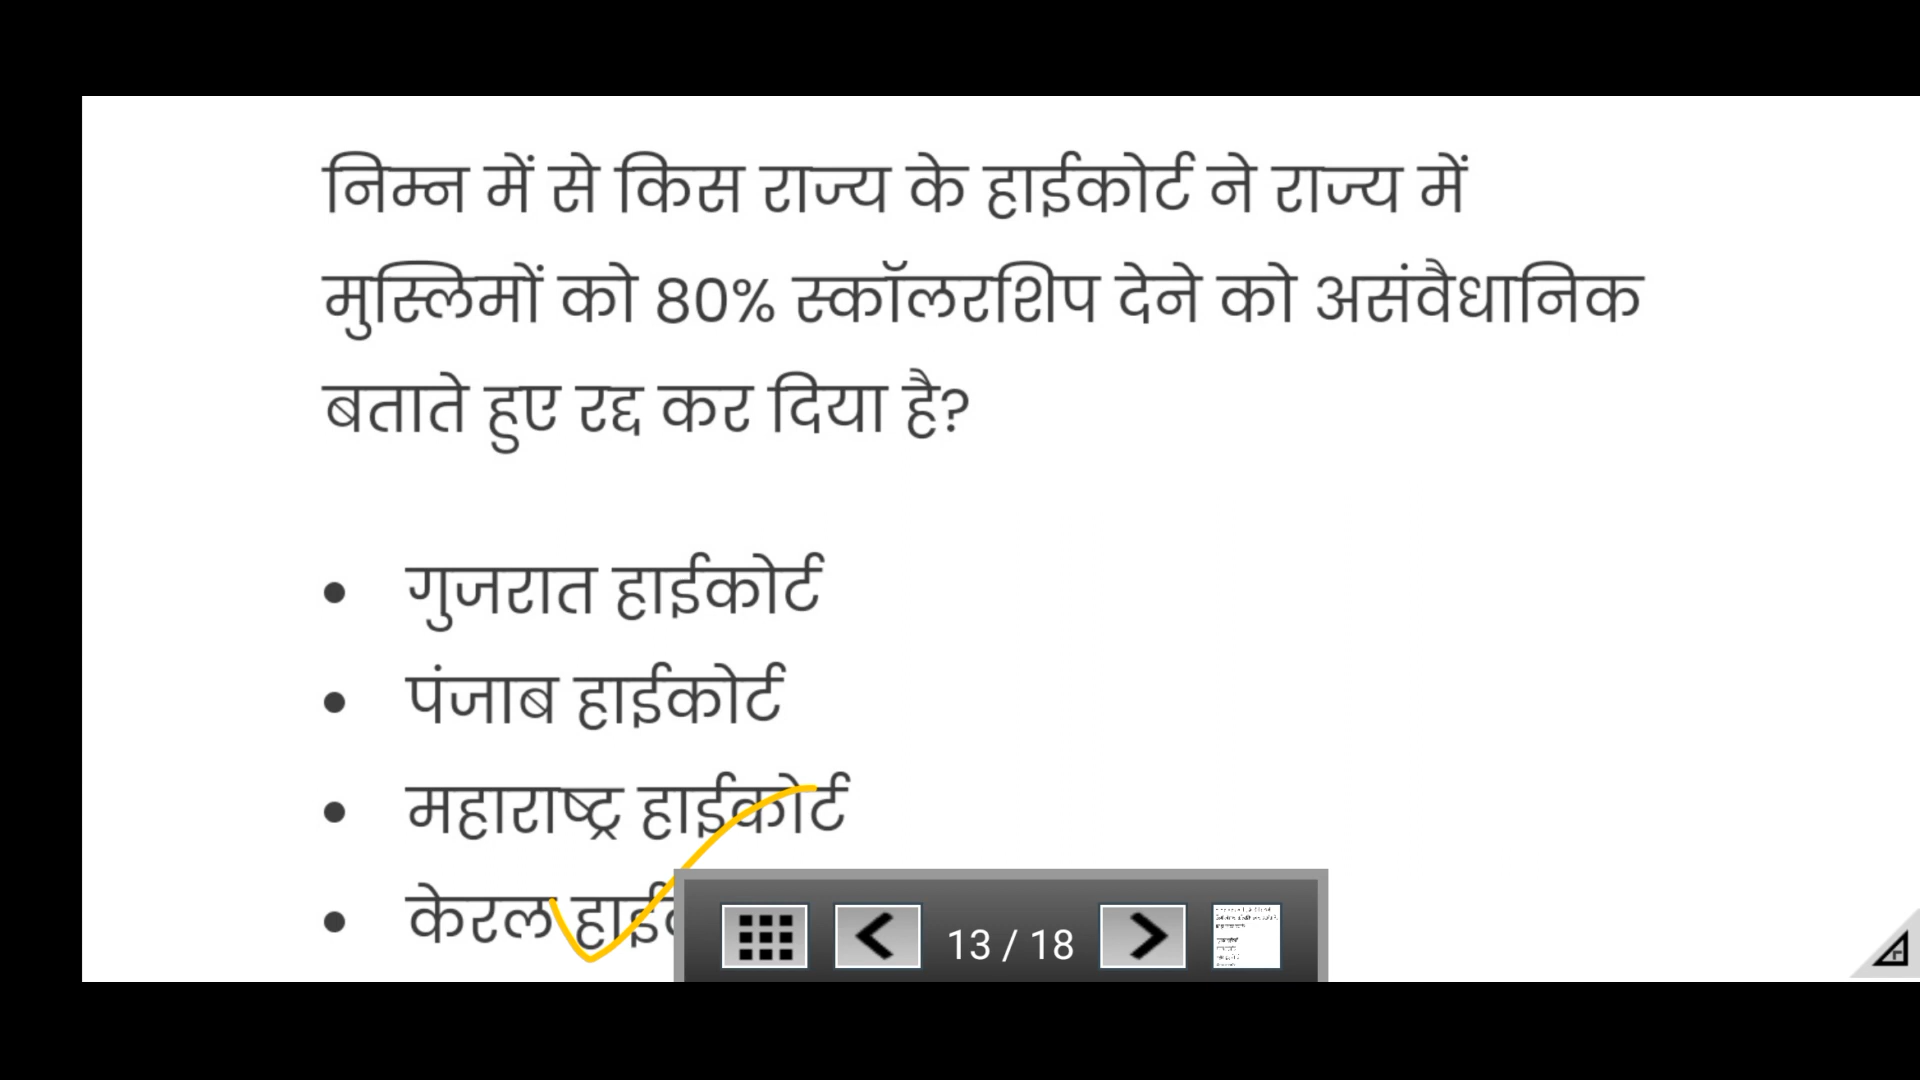 निम्न में से किस राज्य के हाईकोर्ट ने राज्य में
मुस्लिमों को 80% स्कॉलरशिप देने को असंवैधानिक
बताते हुए रद्द कर दिया है?
• गुजरात हाईकोर्ट
• पंजाब हाईकोर्ट
• महाराष्ट्र हाईकोर्ट
• केरल
13 / 18